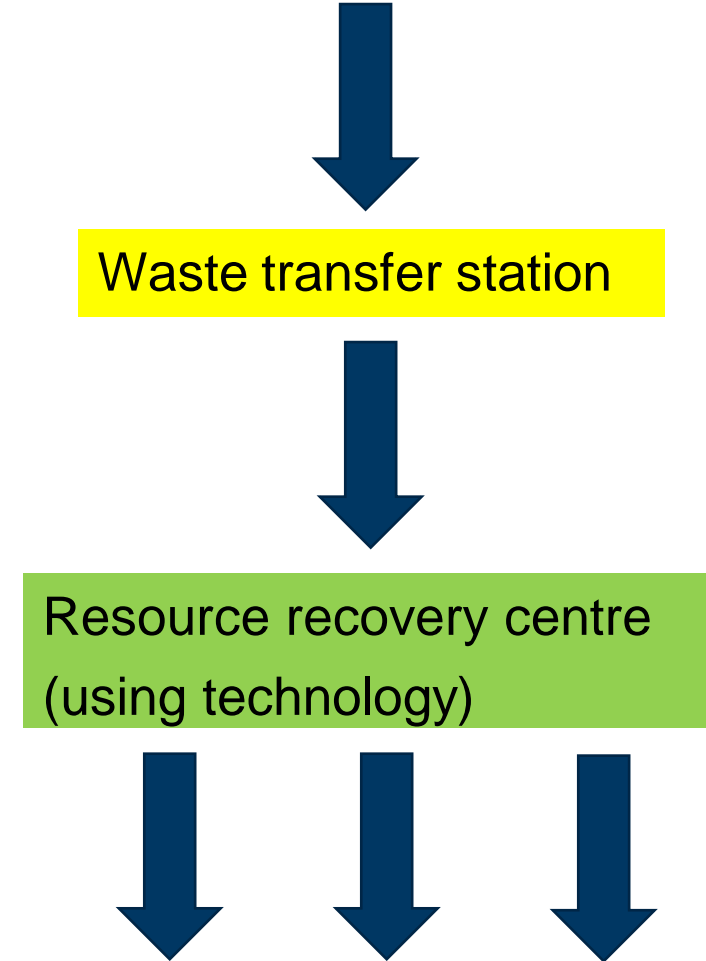 Waste transfer station
Resource recovery centre
(using technology)